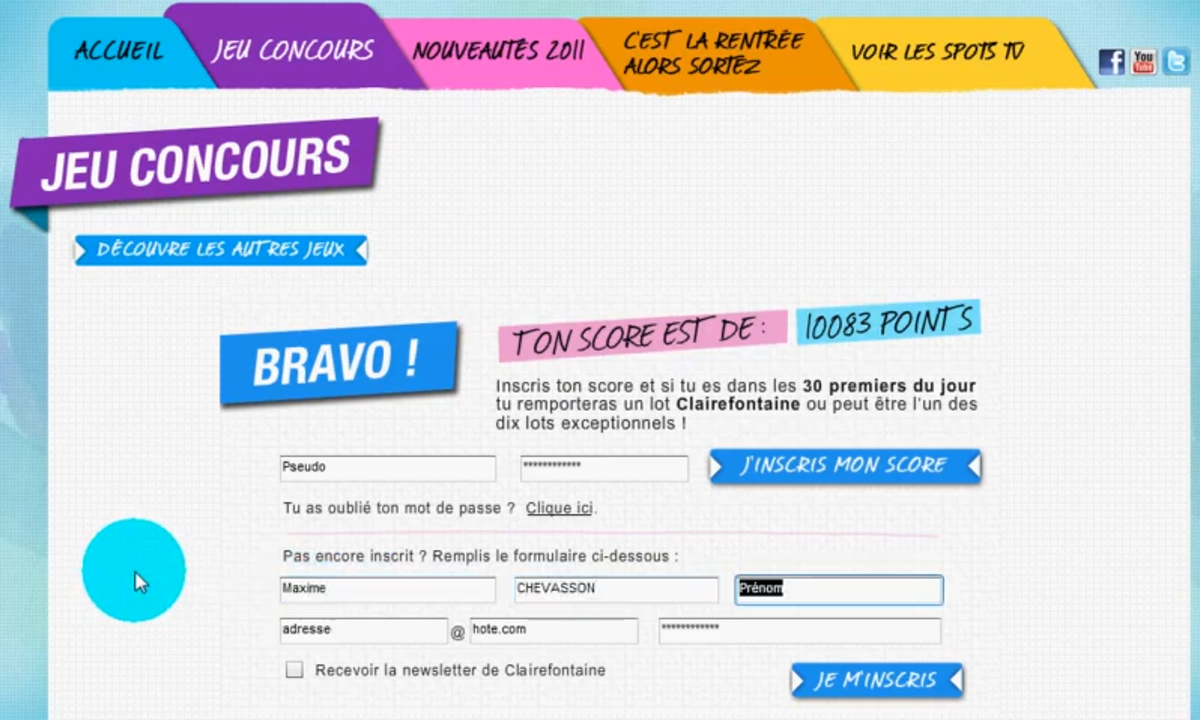 ACCUEIL
JEU CONCOURS
NOUVEAUTÉS 2011
C'EST LA RENTRÉE
ALORS SORTEZ
VOIR LES SPOTS TV
f
You
Tube
t
JEU CONCOURS
DÉCOUVRE LES AUTRES JEUX
BRAVO !
TON SCORE EST DE :
10083 POINTS
Inscris ton score et si tu es dans les 30 premiers du jour
tu remporteras un lot Clairefontaine ou peut être l'un des
dix lots exceptionnels !
Pseudo
************
J'INSCRIS MON SCORE
Tu as oublié ton mot de passe ? Clique ici.
Pas encore inscrit ? Remplis le formulaire ci-dessous :
Maxime
CHEVASSON
Prénom
adresse
@ hote.com
************
Recevoir la newsletter de Clairefontaine
JE M'INSCRIS